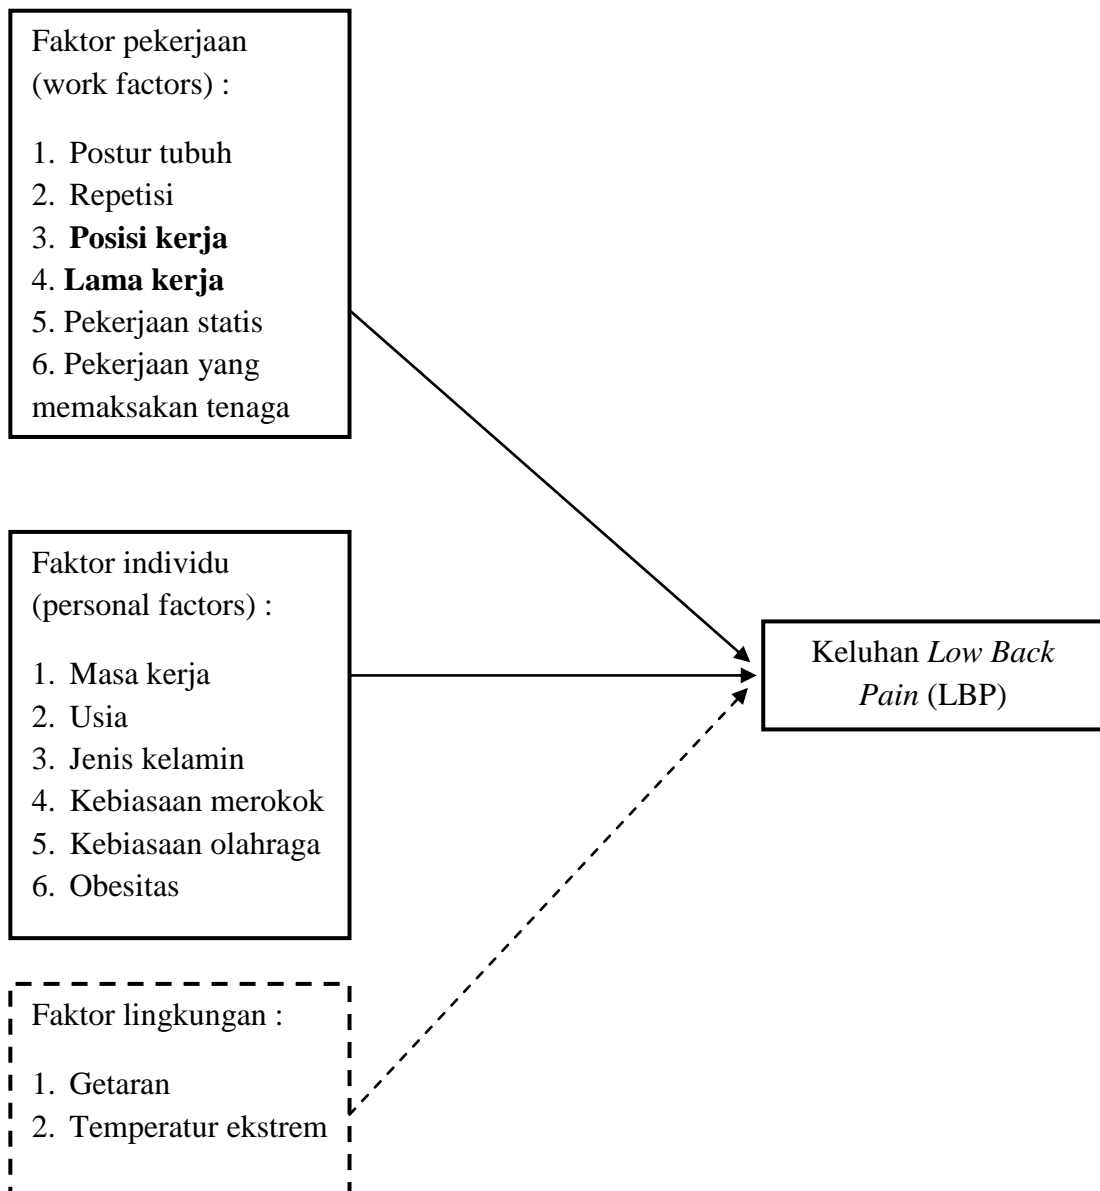 Faktor pekerjaan
(work factors) :
1. Postur tubuh
2. Repetisi
3. Posisi kerja
4. Lama kerja
5. Pekerjaan statis
6. Pekerjaan yang
memaksakan tenaga
Faktor individu
(personal factors) :
1. Masa kerja
2. Usia
3. Jenis kelamin
4. Kebiasaan merokok
5. Kebiasaan olahraga
6. Obesitas
Keluhan Low Back
Pain (LBP)
Faktor lingkungan :
1. Getaran
2. Temperatur ekstrem